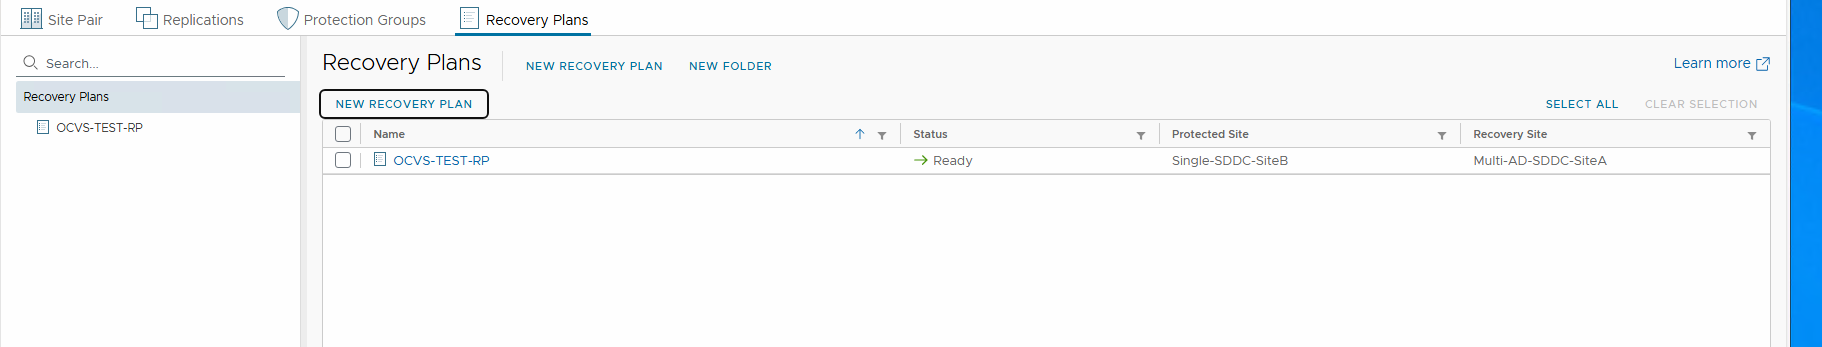 Site Pair Replications Protection Groups Recovery Plans
Search...
Recovery Plans
OCVS-TEST-RP
Recovery Plans NEW RECOVERY PLAN NEW FOLDER Learn more
NEW RECOVERY PLAN SELECT ALL CLEAR SELECTION
Name Status Protected Site Recovery Site
OCVS-TEST-RP Ready Single-SDDC-SiteB Multi-AD-SDDC-SiteA